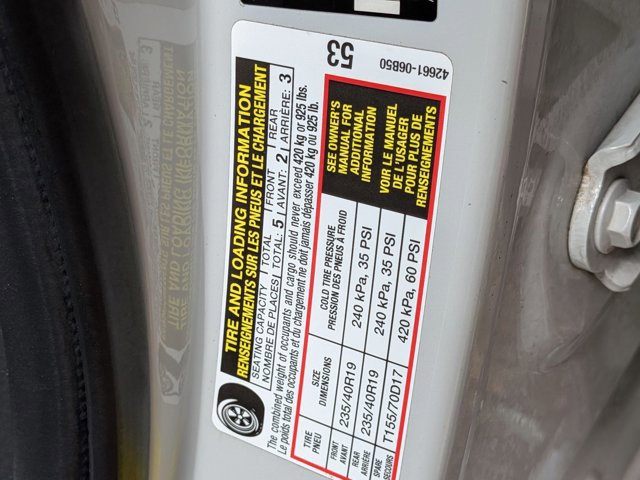 TIRE AND LOADING INFORMATION
RENSEIGNEMENTS SUR LES PNEUS ET LE CHARGEMENT
SEATING CAPACITY | TOTAL | FRONT | REAR
NOMBRE DE PLACES | TOTAL: 5 | AVANT: 2 | ARRIÈRE: 3
The combined weight of occupants and cargo should never exceed 420 kg or 925 lbs.
Le poids total des occupants et du chargement ne doit jamais dépasser 420 kg ou 925 lb.
TIRE SIZE COLD TIRE PRESSURE
PNEU DIMENSIONS PRESSION DES PNEUS À FROID
FRONT
AVANT 235/40R19 240 kPa, 35 PSI
REAR
ARRIÈRE 235/40R19 240 kPa, 35 PSI
SPARE
SECOURS T155/70D17 420 kPa, 60 PSI
SEE OWNER'S
MANUAL FOR
ADDITIONAL
INFORMATION
VOIR LE MANUEL
DE L'USAGER
POUR PLUS DE
RENSEIGNEMENTS
53
42661-06B50